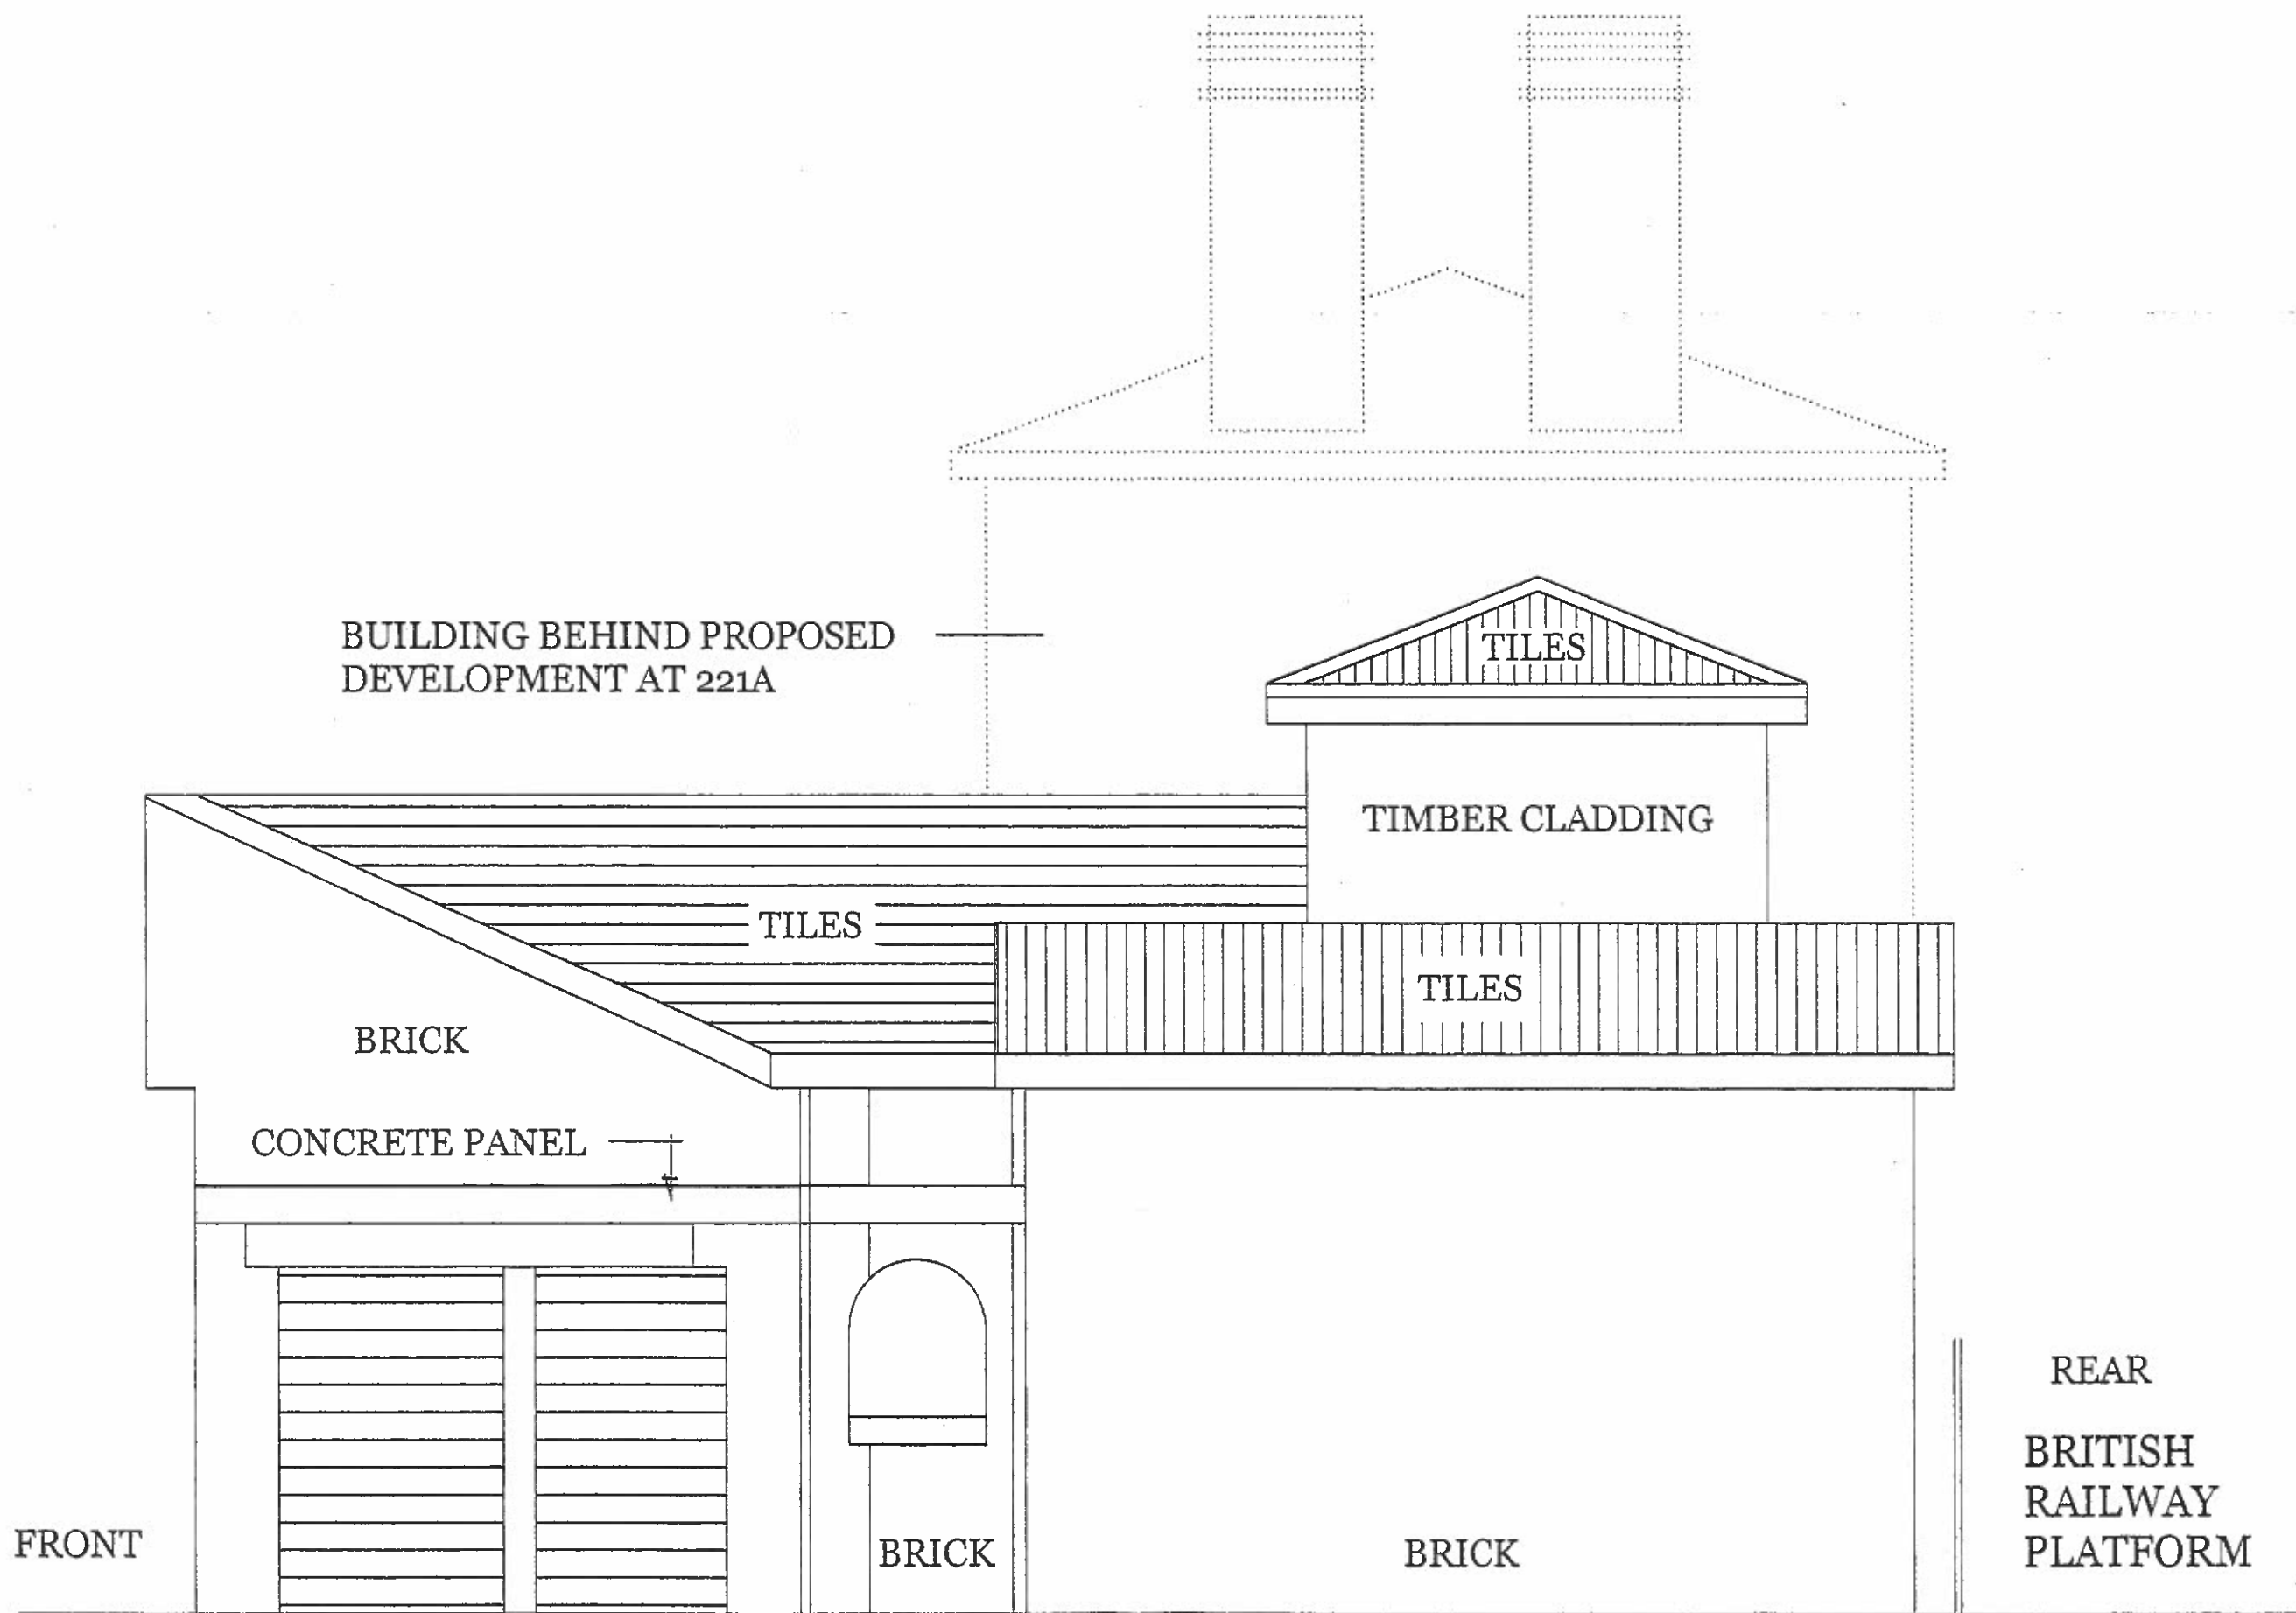 BUILDING BEHIND PROPOSED
DEVELOPMENT AT 221A
TILES
TIMBER CLADDING
TILES
TILES
BRICK
CONCRETE PANEL
FRONT
BRICK
BRICK
REAR
BRITISH
RAILWAY
PLATFORM